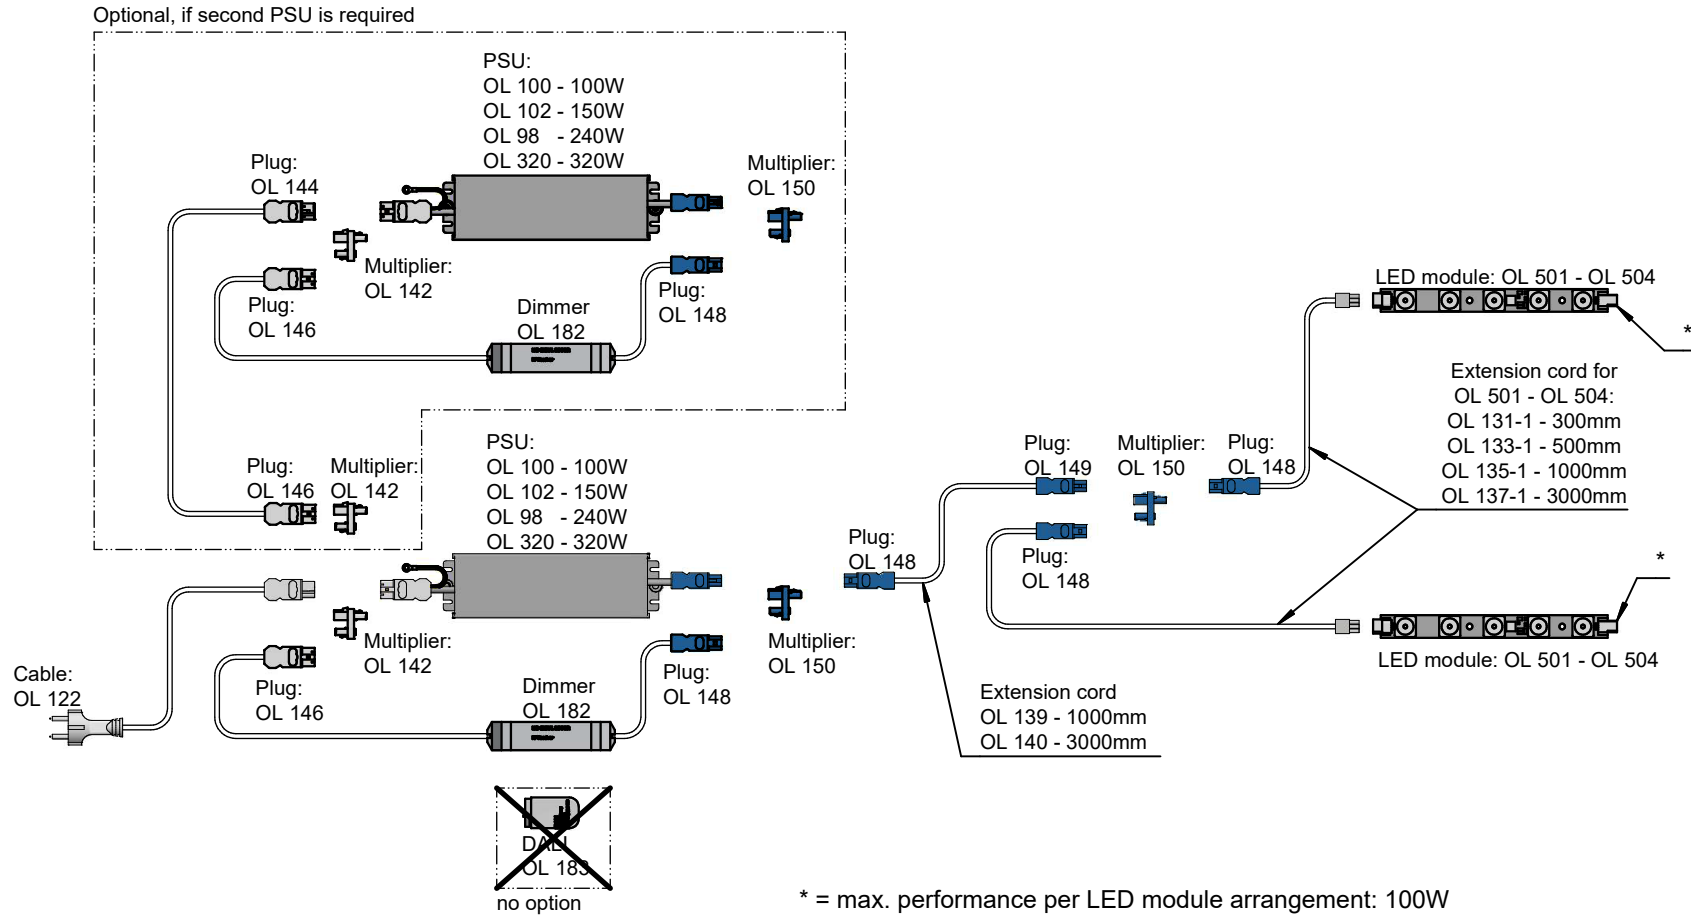 Optional, if second PSU is required
PSU:
OL 100 - 100W
OL 102 - 150W
OL 98 - 240W
OL 320 - 320W
Plug:
OL 144
Multiplier:
OL 150
Multiplier:
OL 142
Plug:
OL 146
Dimmer
OL 182
Plug:
OL 148
Plug:
OL 146
Multiplier:
OL 142
PSU:
OL 100 - 100W
OL 102 - 150W
OL 98 - 240W
OL 320 - 320W
Multiplier:
OL 142
Plug:
OL 146
Cable:
OL 122
Dimmer
OL 182
Plug:
OL 148
Multiplier:
OL 150
Plug:
OL 148
Extension cord
OL 139 - 1000mm
OL 140 - 3000mm
Plug:
OL 149
Multiplier:
OL 150
Plug:
OL 148
Plug:
OL 148
LED module: OL 501 - OL 504
*
Extension cord for
OL 501 - OL 504:
OL 131-1 - 300mm
OL 133-1 - 500mm
OL 135-1 - 1000mm
OL 137-1 - 3000mm
*
LED module: OL 501 - OL 504
DALI
OL 183
no option
* = max. performance per LED module arrangement: 100W